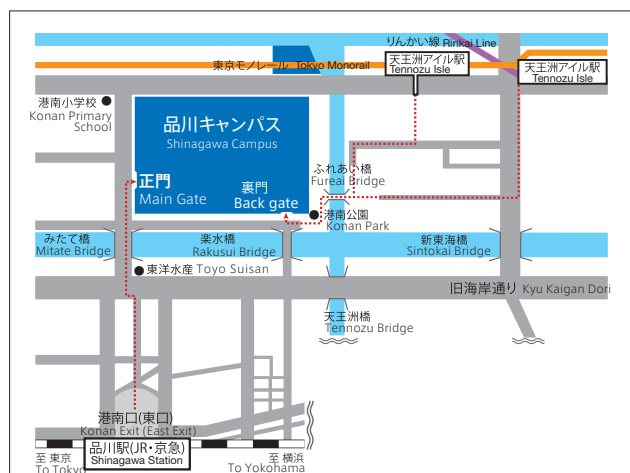 りんかい線 Rinkai Line
東京モノレール Tokyo Monorail
天王洲アイル駅
Tennozu Isle
天王洲アイル駅
Tennozu Isle
港南小学校
Konan Primary
School
品川キャンパス
Shinagawa Campus
正門
Main Gate
裏門
Back gate
ふれあい橋
Fureai Bridge
港南公園
Konan Park
みたて橋
Mitate Bridge
楽水橋
Rakusui Bridge
新東海橋
Sintokai Bridge
東洋水産 Toyo Suisan
旧海岸通り Kyu Kaigan Dori
天王洲橋
Tennozu Bridge
港南口(東口)
Konan Exit (East Exit)
品川駅(JR・京急)
Shinagawa Station
至 東京
To Tokyo
至 横浜
To Yokohama